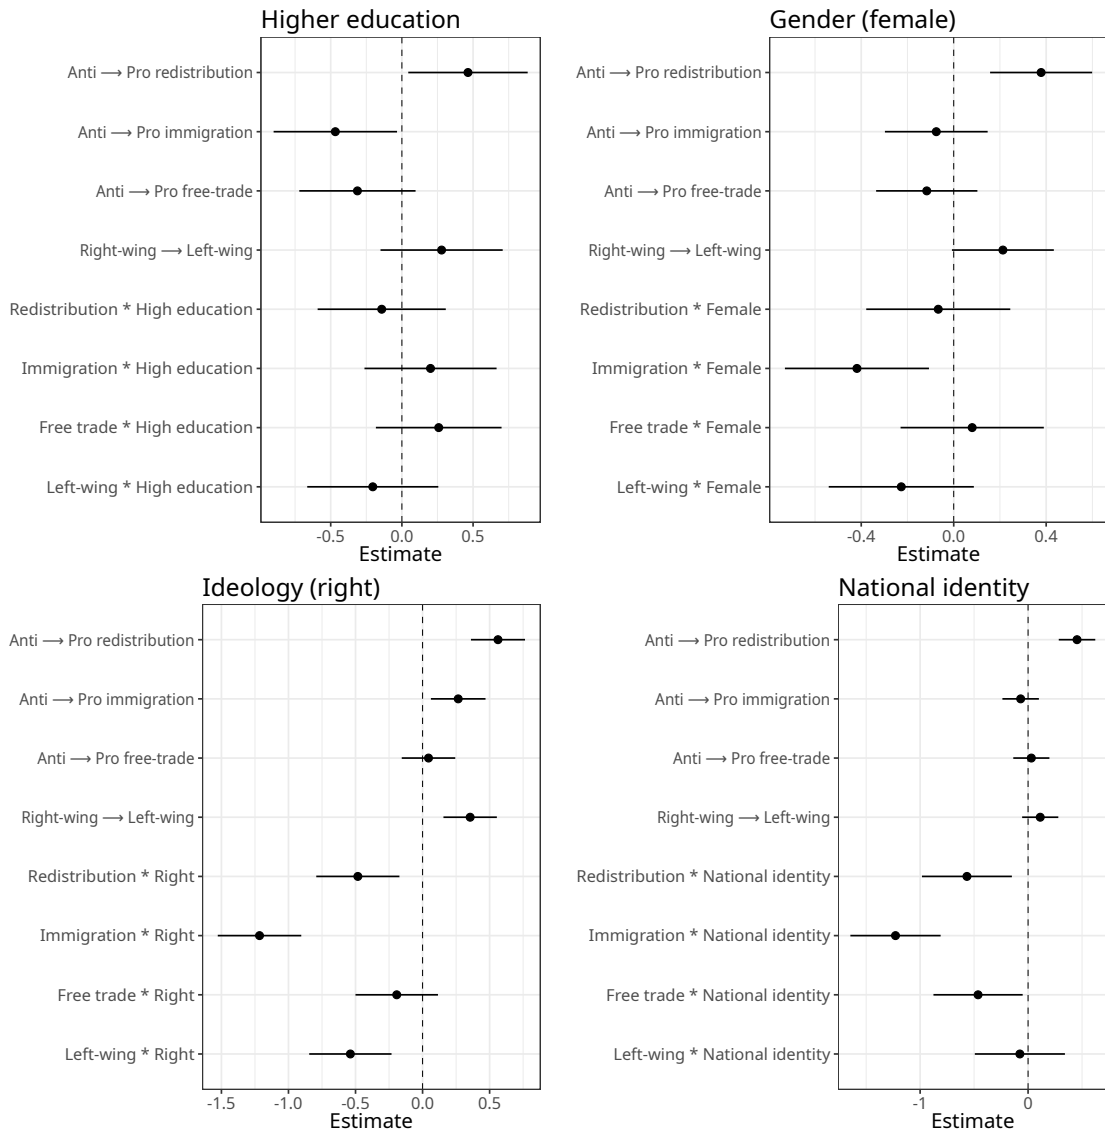 Higher education
Anti ⟶ Pro redistribution
Anti ⟶ Pro immigration
Anti ⟶ Pro free-trade
Right-wing ⟶ Left-wing
Redistribution * High education
Immigration * High education
Free trade * High education
Left-wing * High education
-0.5 0.0 0.5
Estimate
Gender (female)
Anti ⟶ Pro redistribution
Anti ⟶ Pro immigration
Anti ⟶ Pro free-trade
Right-wing ⟶ Left-wing
Redistribution * Female
Immigration * Female
Free trade * Female
Left-wing * Female
-0.4 0.0 0.4
Estimate
Ideology (right)
Anti ⟶ Pro redistribution
Anti ⟶ Pro immigration
Anti ⟶ Pro free-trade
Right-wing ⟶ Left-wing
Redistribution * Right
Immigration * Right
Free trade * Right
Left-wing * Right
-1.5 -1.0 -0.5 0.0 0.5
Estimate
National identity
Anti ⟶ Pro redistribution
Anti ⟶ Pro immigration
Anti ⟶ Pro free-trade
Right-wing ⟶ Left-wing
Redistribution * National identity
Immigration * National identity
Free trade * National identity
Left-wing * National identity
-1 0
Estimate